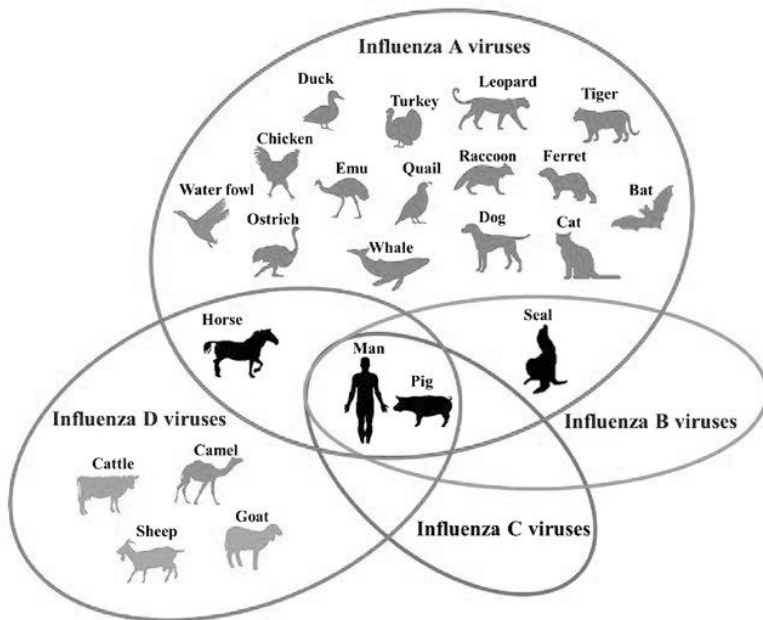 Influenza A viruses
Duck
Turkey
Leopard
Tiger
Chicken
Emu
Quail
Raccoon
Ferret
Water fowl
Bat
Ostrich
Whale
Dog
Cat
Horse
Seal
Man
Pig
Influenza D viruses
Influenza B viruses
Cattle
Camel
Sheep
Goat
Influenza C viruses